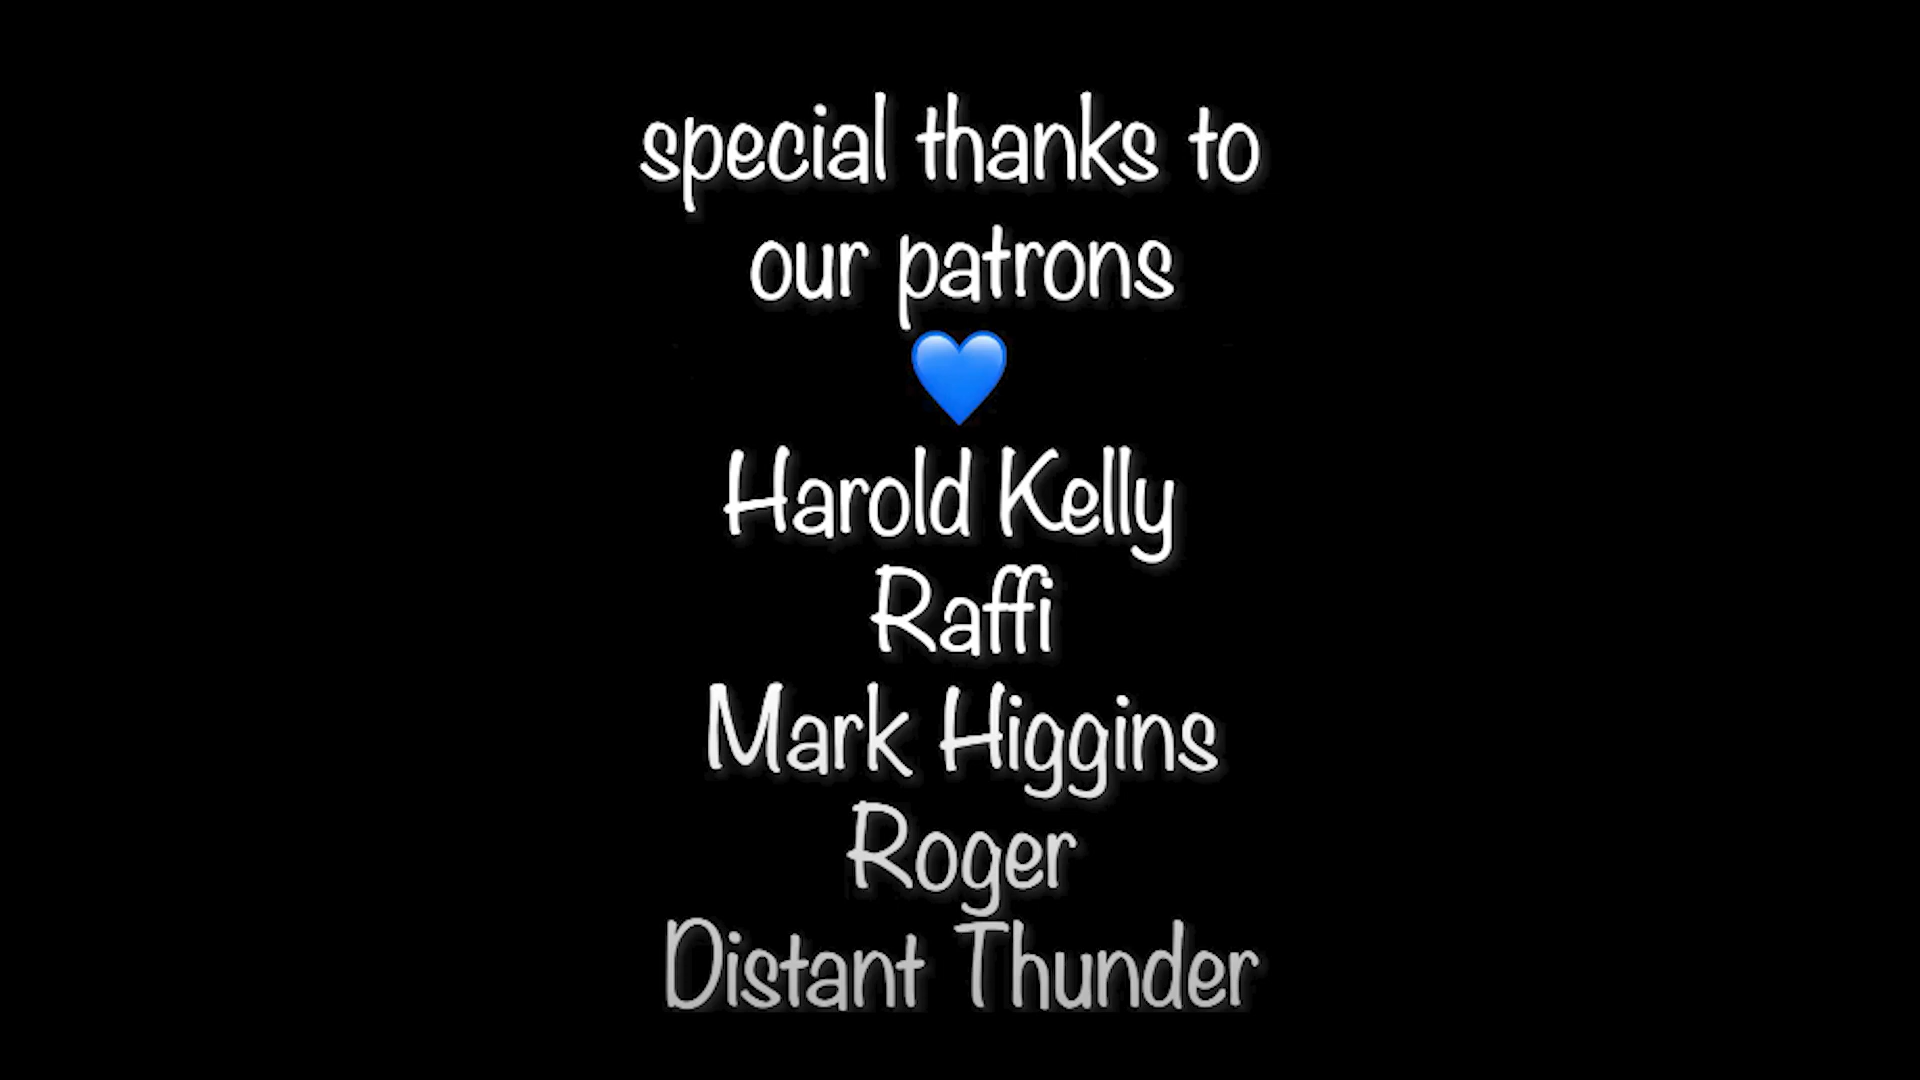 special thanks to
our patrons
💙
Harold Kelly
Raffi
Mark Higgins
Roger
Distant Thunder